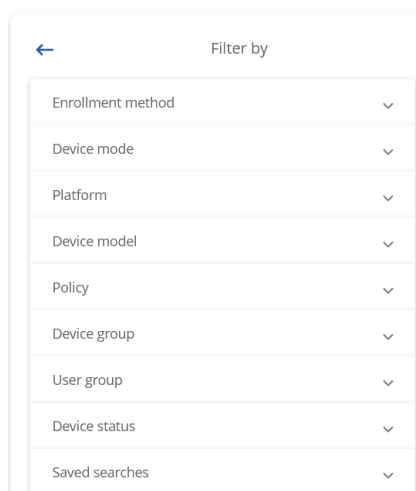 Filter by
Enrollment method
Device mode
Platform
Device model
Policy
Device group
User group
Device status
Saved searches